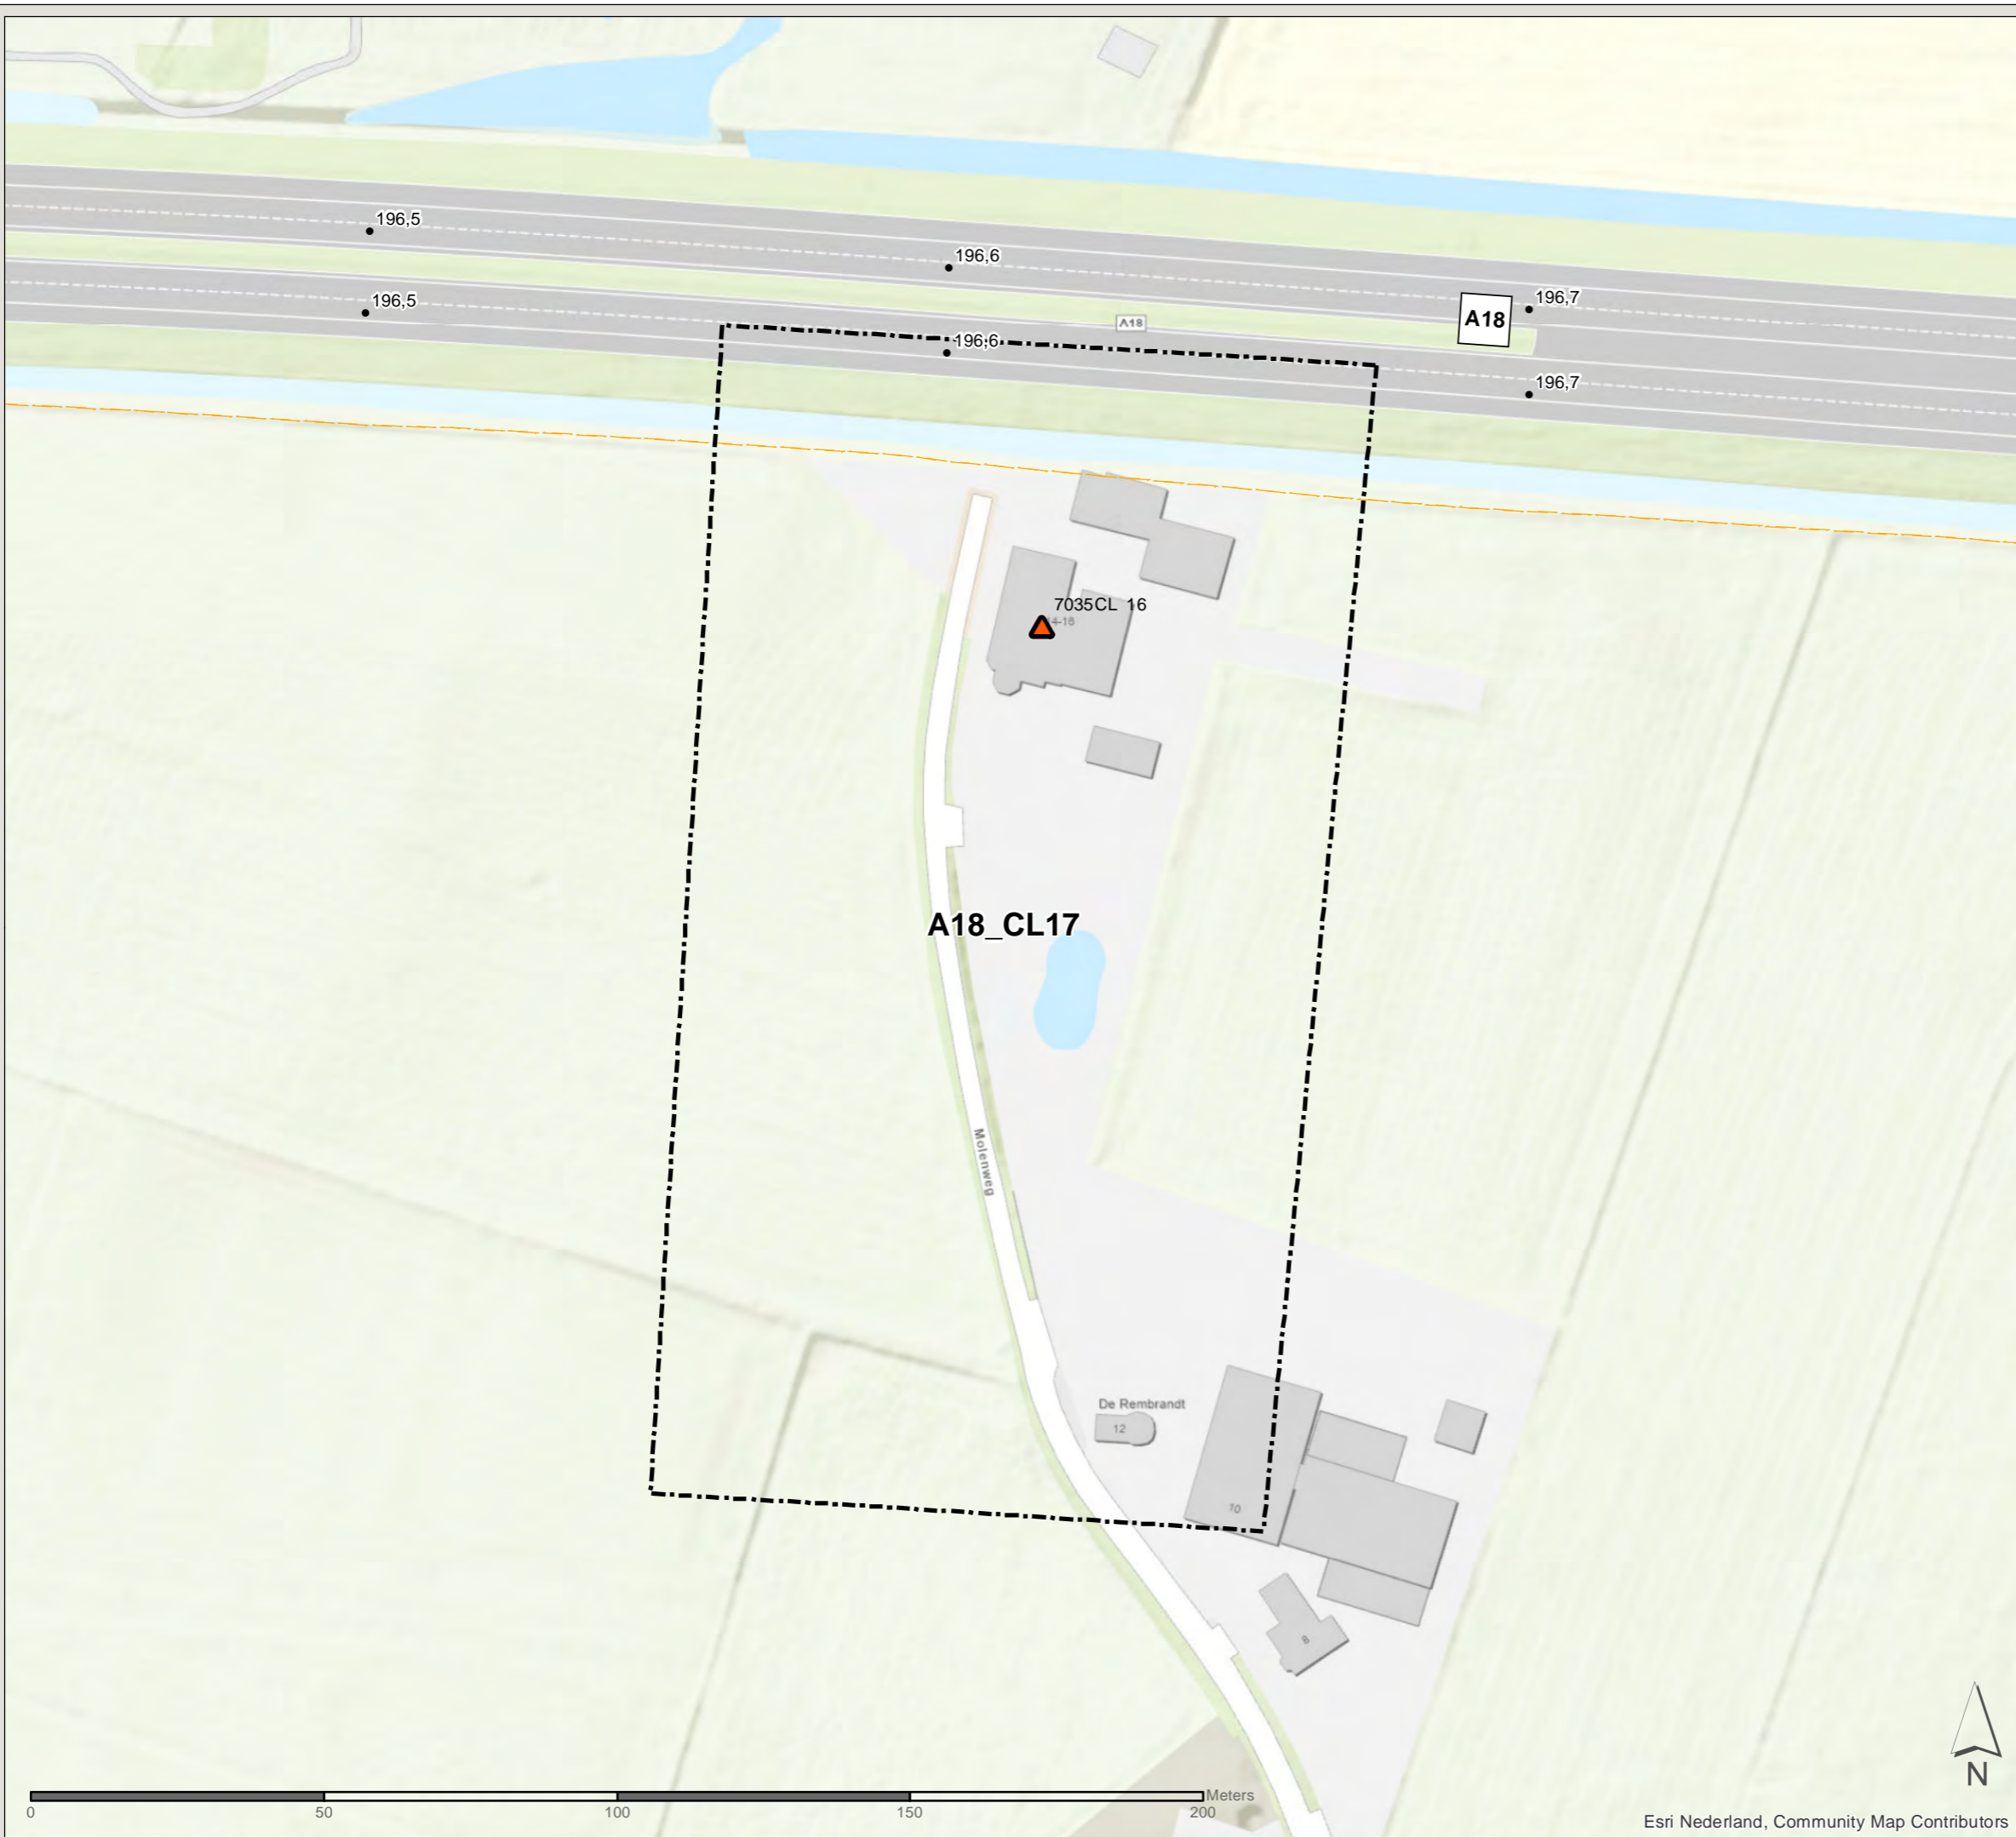 196,5
196,6
196,7
A18
196,5
A18
196,6
196,7
7035CL 16
4-16
A18_CL17
Molenweg
De Rembrandt
12
10
8
0 50 100 150 200 Meters
N
Esri Nederland, Community Map Contributors